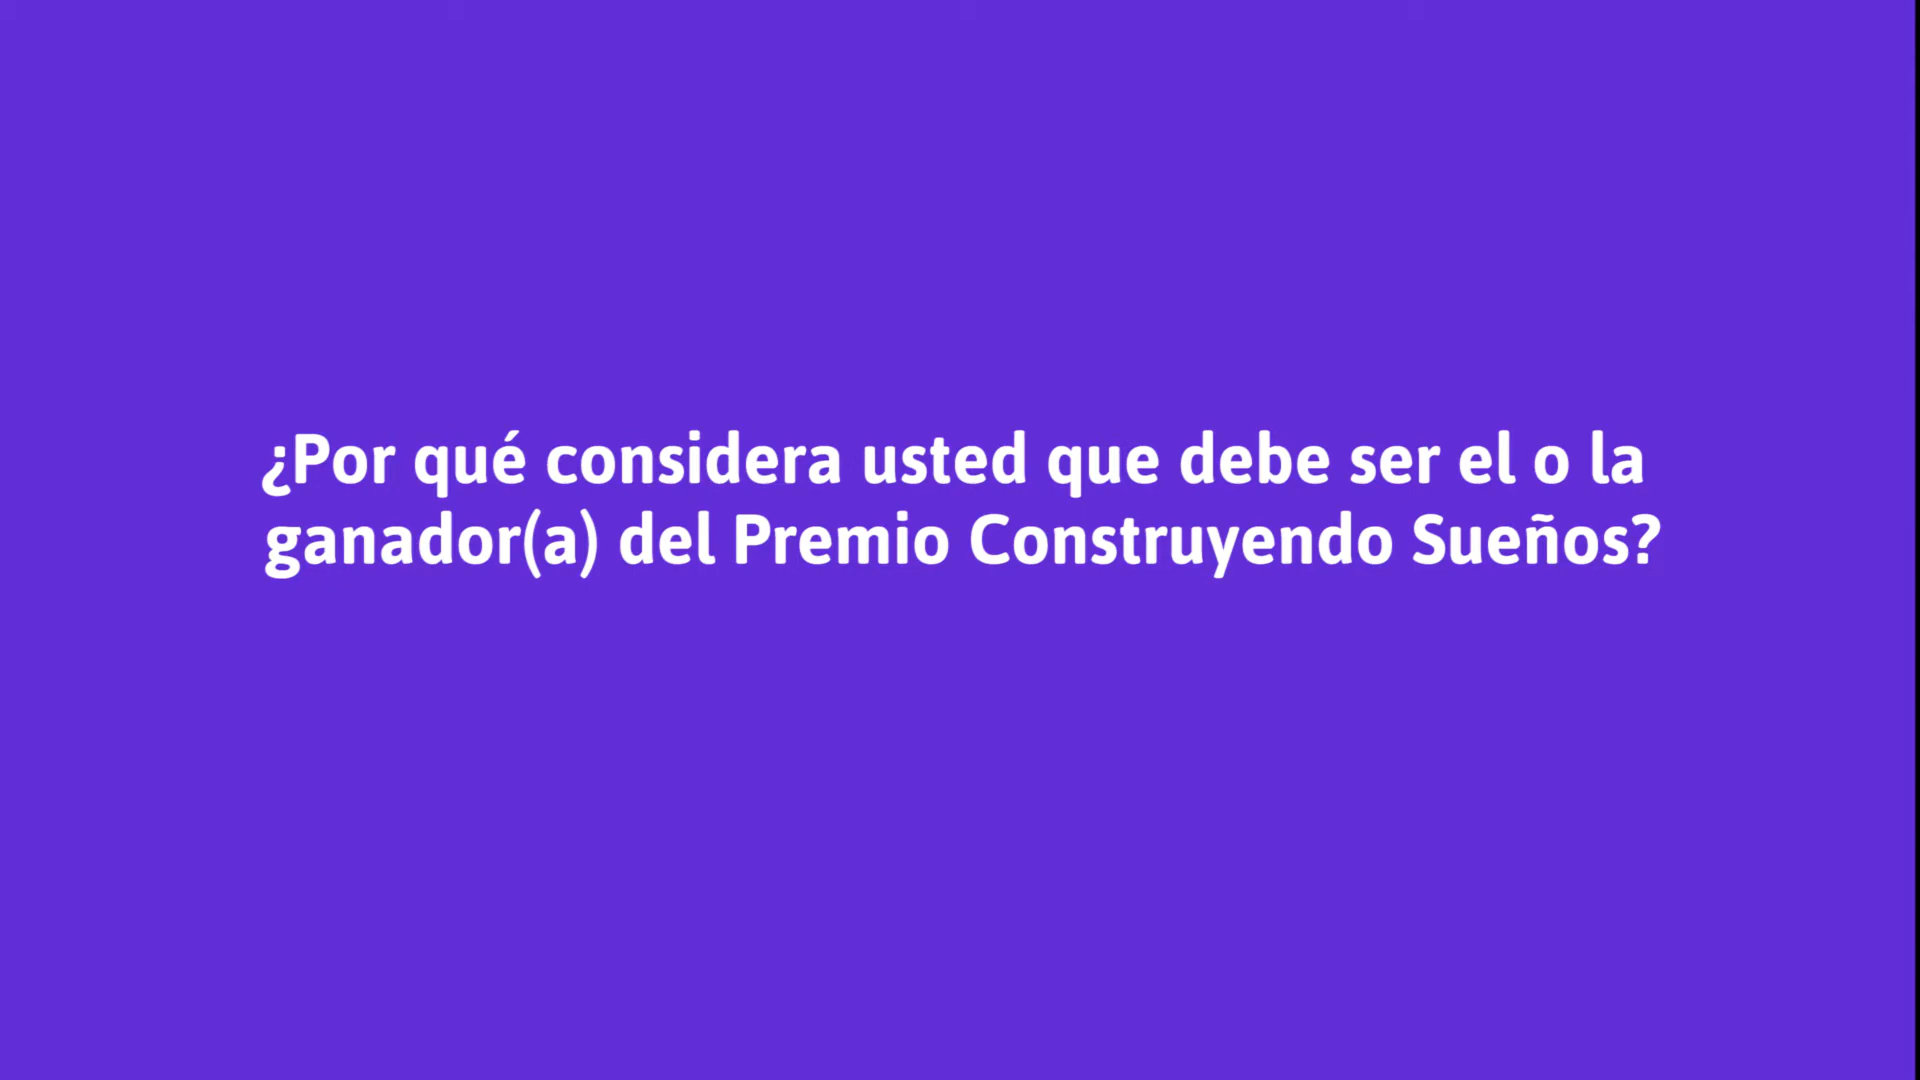 ¿Por qué considera usted que debe ser el o la
ganador(a) del Premio Construyendo Sueños?